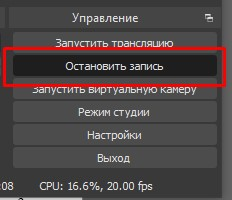 Управление
Запустить трансляцию
Остановить запись
Запустить виртуальную камеру
Режим студии
Настройки
Выход
:08 CPU: 16.6%, 20.00 fps